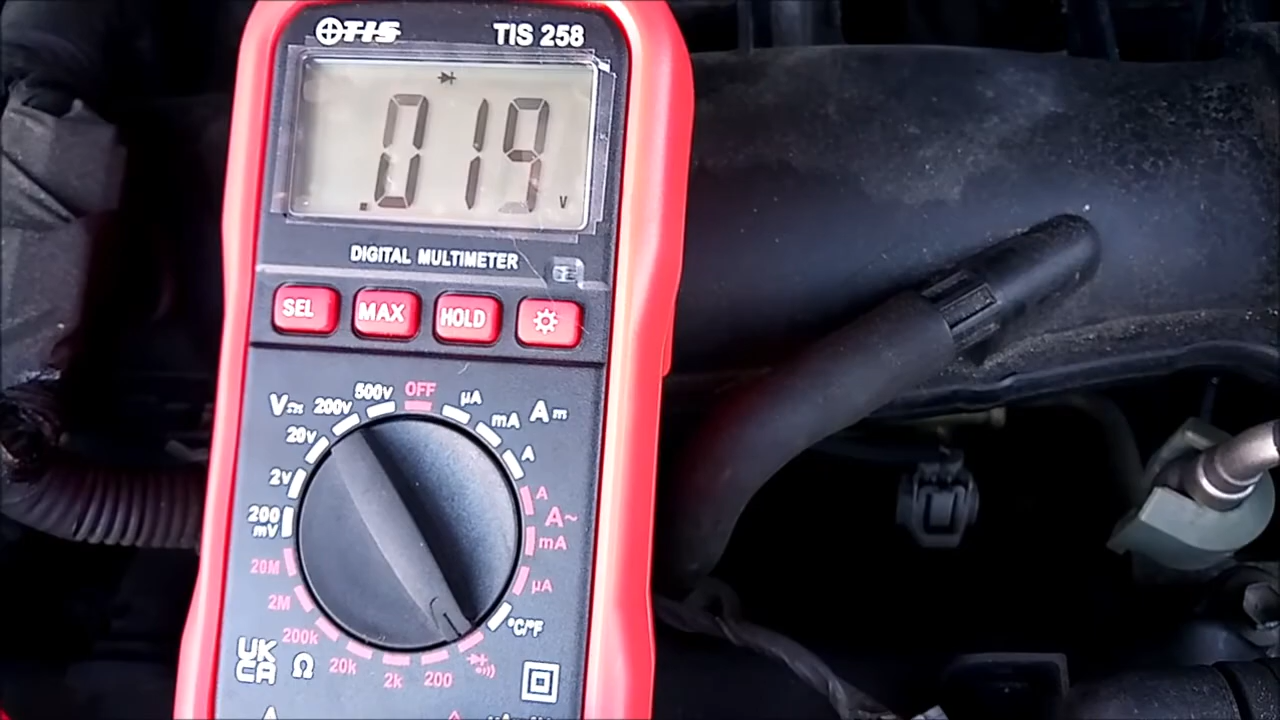 TIS
TIS 258
.019
V
DIGITAL MULTIMETER
SEL
MAX
HOLD
OFF
500v
µA
V
200v
mA
A
20v
A
2v
A
200
mV
A~
mA
20M
µA
2M
°C/°F
200k
UK
CA
Ω
20k
2k
200